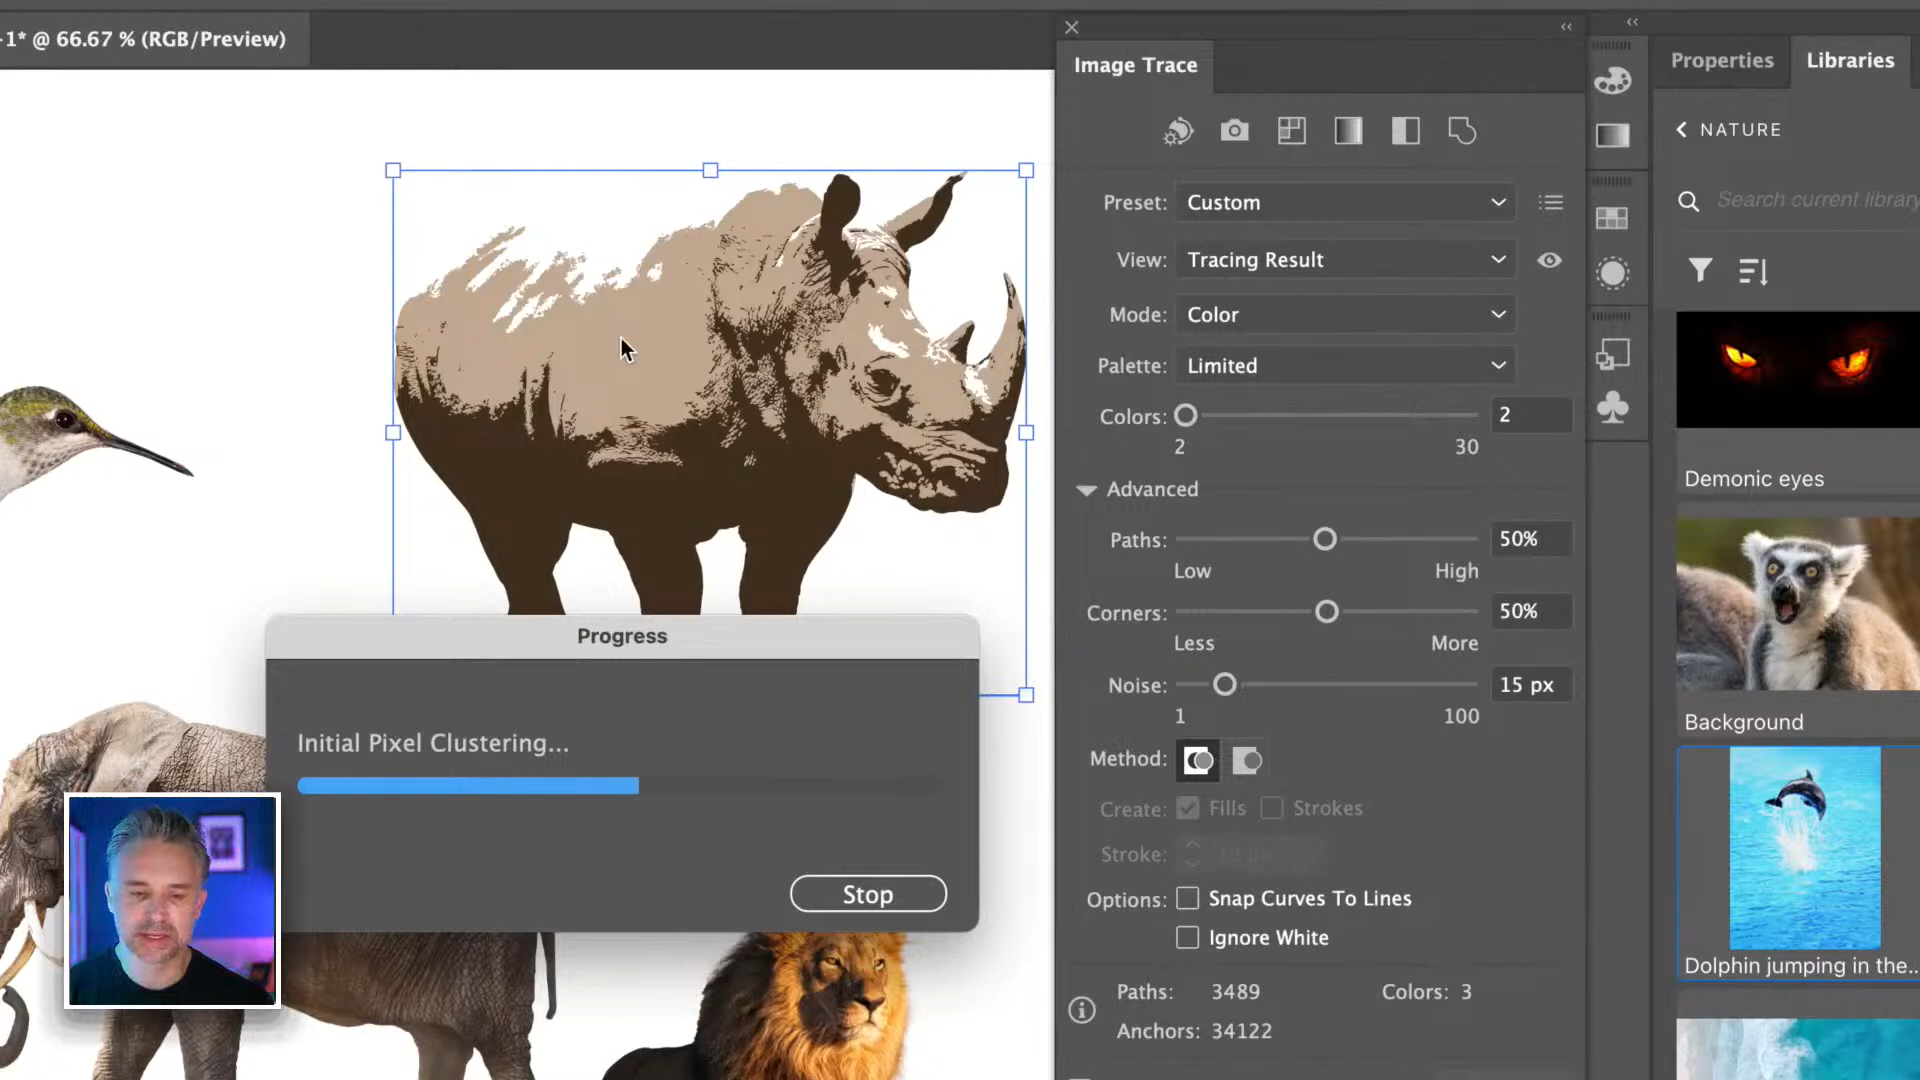 -1* @ 66.67 % (RGB/Preview)
Image Trace
Preset: Custom
View: Tracing Result
Mode: Color
Palette: Limited
Colors: 2
2 30
Advanced
Paths: 50%
Low High
Corners: 50%
Less More
Noise: 15 px
1 100
Method:
Create: Fills Strokes
Stroke:
Options: Snap Curves To Lines
Ignore White
Paths: 3489 Colors: 3
Anchors: 34122
Progress
Initial Pixel Clustering...
Stop
Properties Libraries
NATURE
Search current library
Demonic eyes
Background
Dolphin jumping in the...